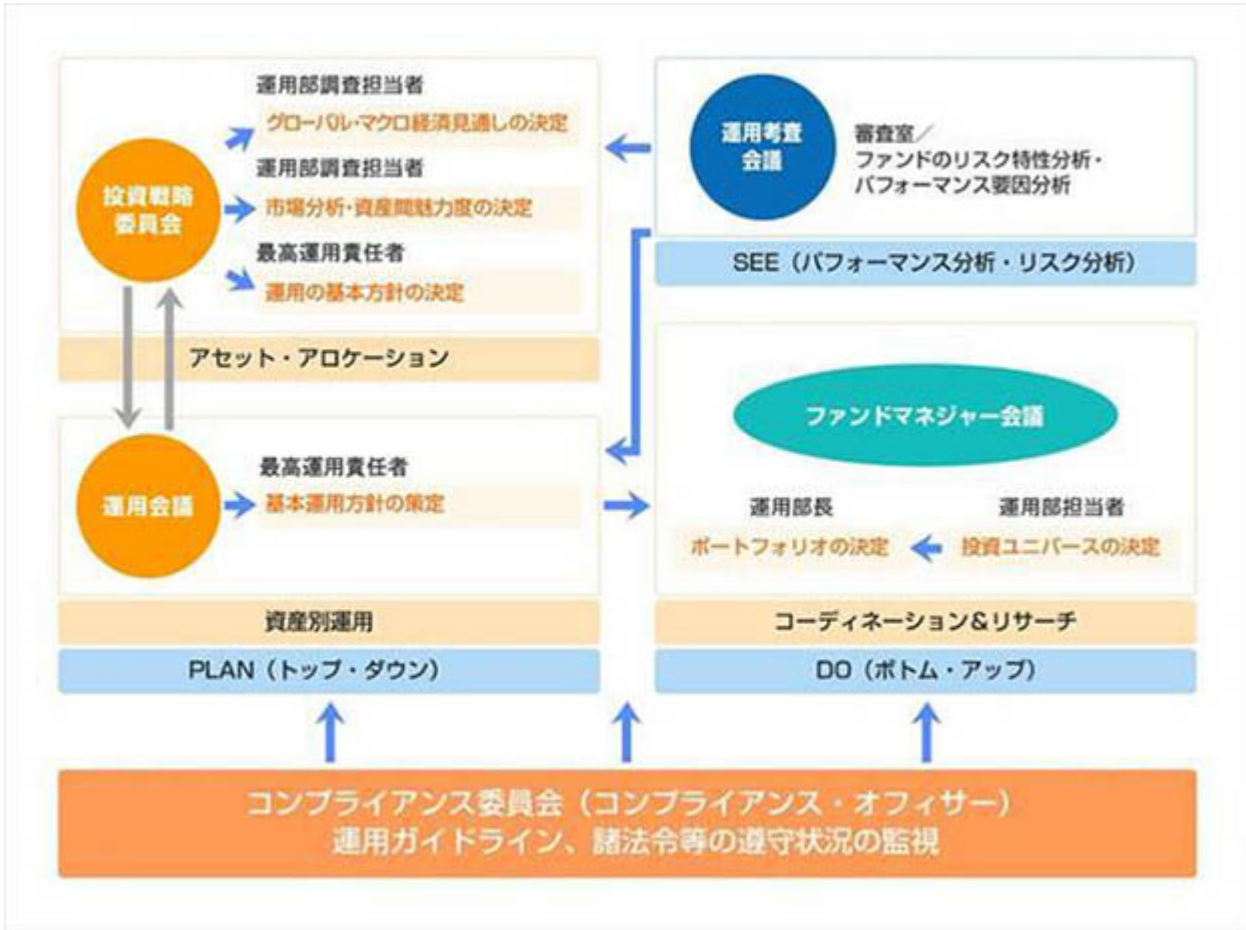 運用部調査担当者
グローバル・マクロ経済見通しの決定
運用部調査担当者
市場分析・資産間魅力度の決定
最高運用責任者
運用の基本方針の決定
投資戦略
委員会
アセット・アロケーション
運用考査
会議
審査室／
ファンドのリスク特性分析・
パフォーマンス要因分析
SEE（パフォーマンス分析・リスク分析）
運用会議
最高運用責任者
基本運用方針の策定
資産別運用
PLAN（トップ・ダウン）
ファンドマネジャー会議
運用部長
ポートフォリオの決定
運用部担当者
投資ユニバースの決定
コーディネーション＆リサーチ
DO（ボトム・アップ）
コンプライアンス委員会（コンプライアンス・オフィサー）
運用ガイドライン、諸法令等の遵守状況の監視